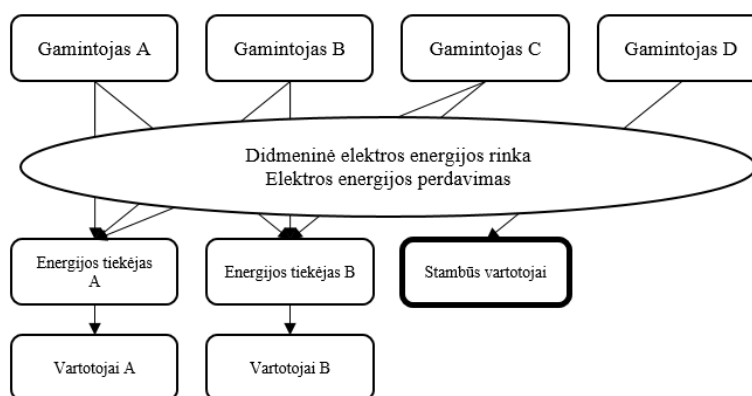 Gamintojas A
Gamintojas B
Gamintojas C
Gamintojas D
Didmeninė elektros energijos rinka
Elektros energijos perdavimas
Energijos tiekėjas
A
Energijos tiekėjas B
Stambūs vartotojai
Vartotojai A
Vartotojai B